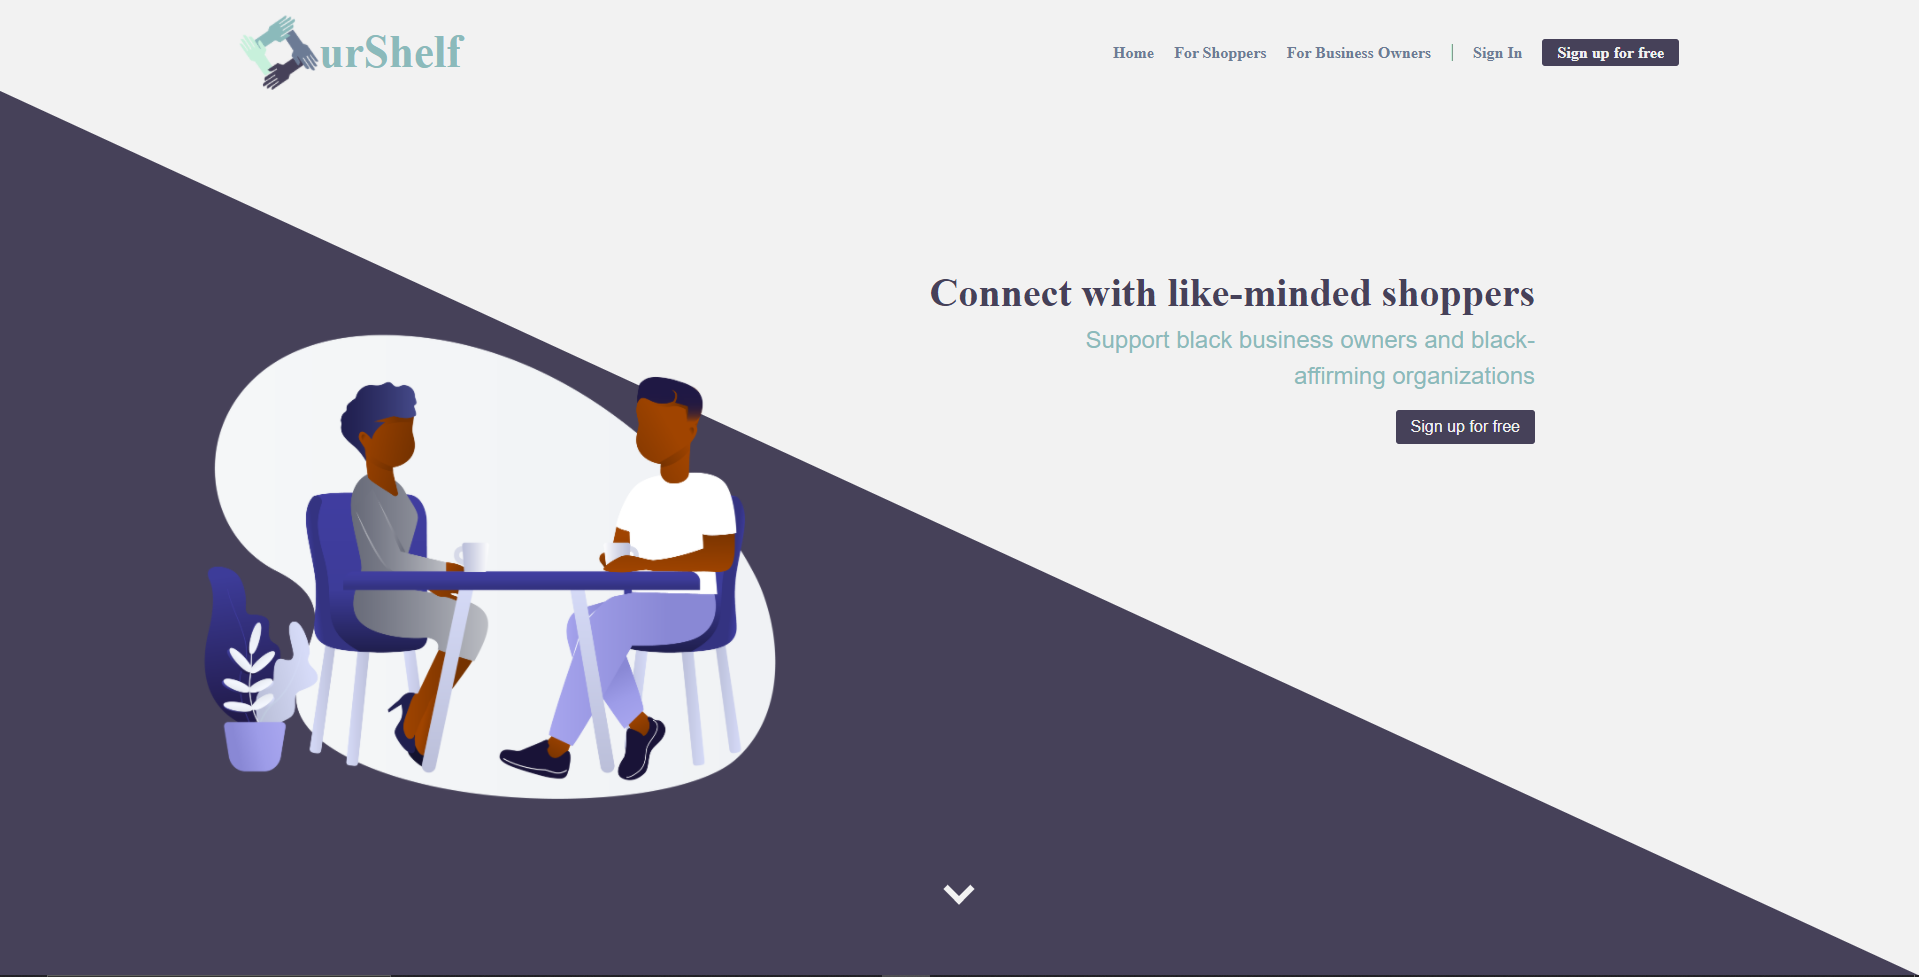 urShelf
Home For Shoppers For Business Owners | Sign In Sign up for free
Connect with like-minded shoppers
Support black business owners and black-
affirming organizations
Sign up for free